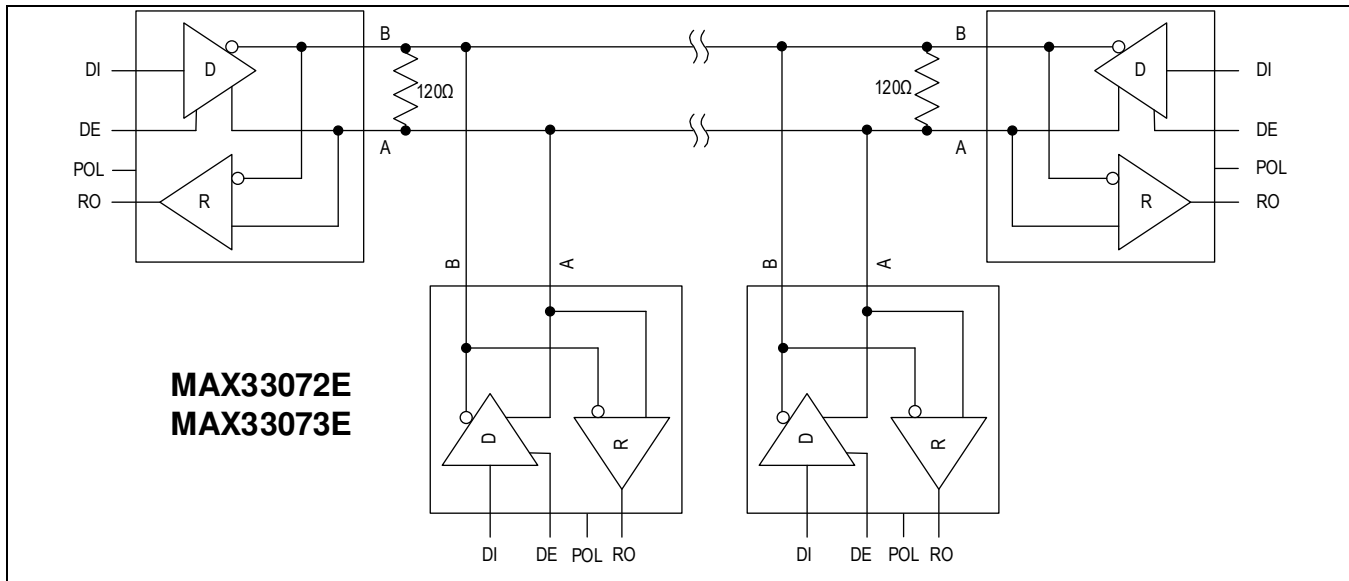 B
B
D
D
DI
DI
120Ω
120Ω
DE
DE
A
A
POL
POL
R
R
RO
RO
B
A
B
A
MAX33072E
MAX33073E
D
R
D
R
DI
DE
POL
RO
DI
DE
POL
RO